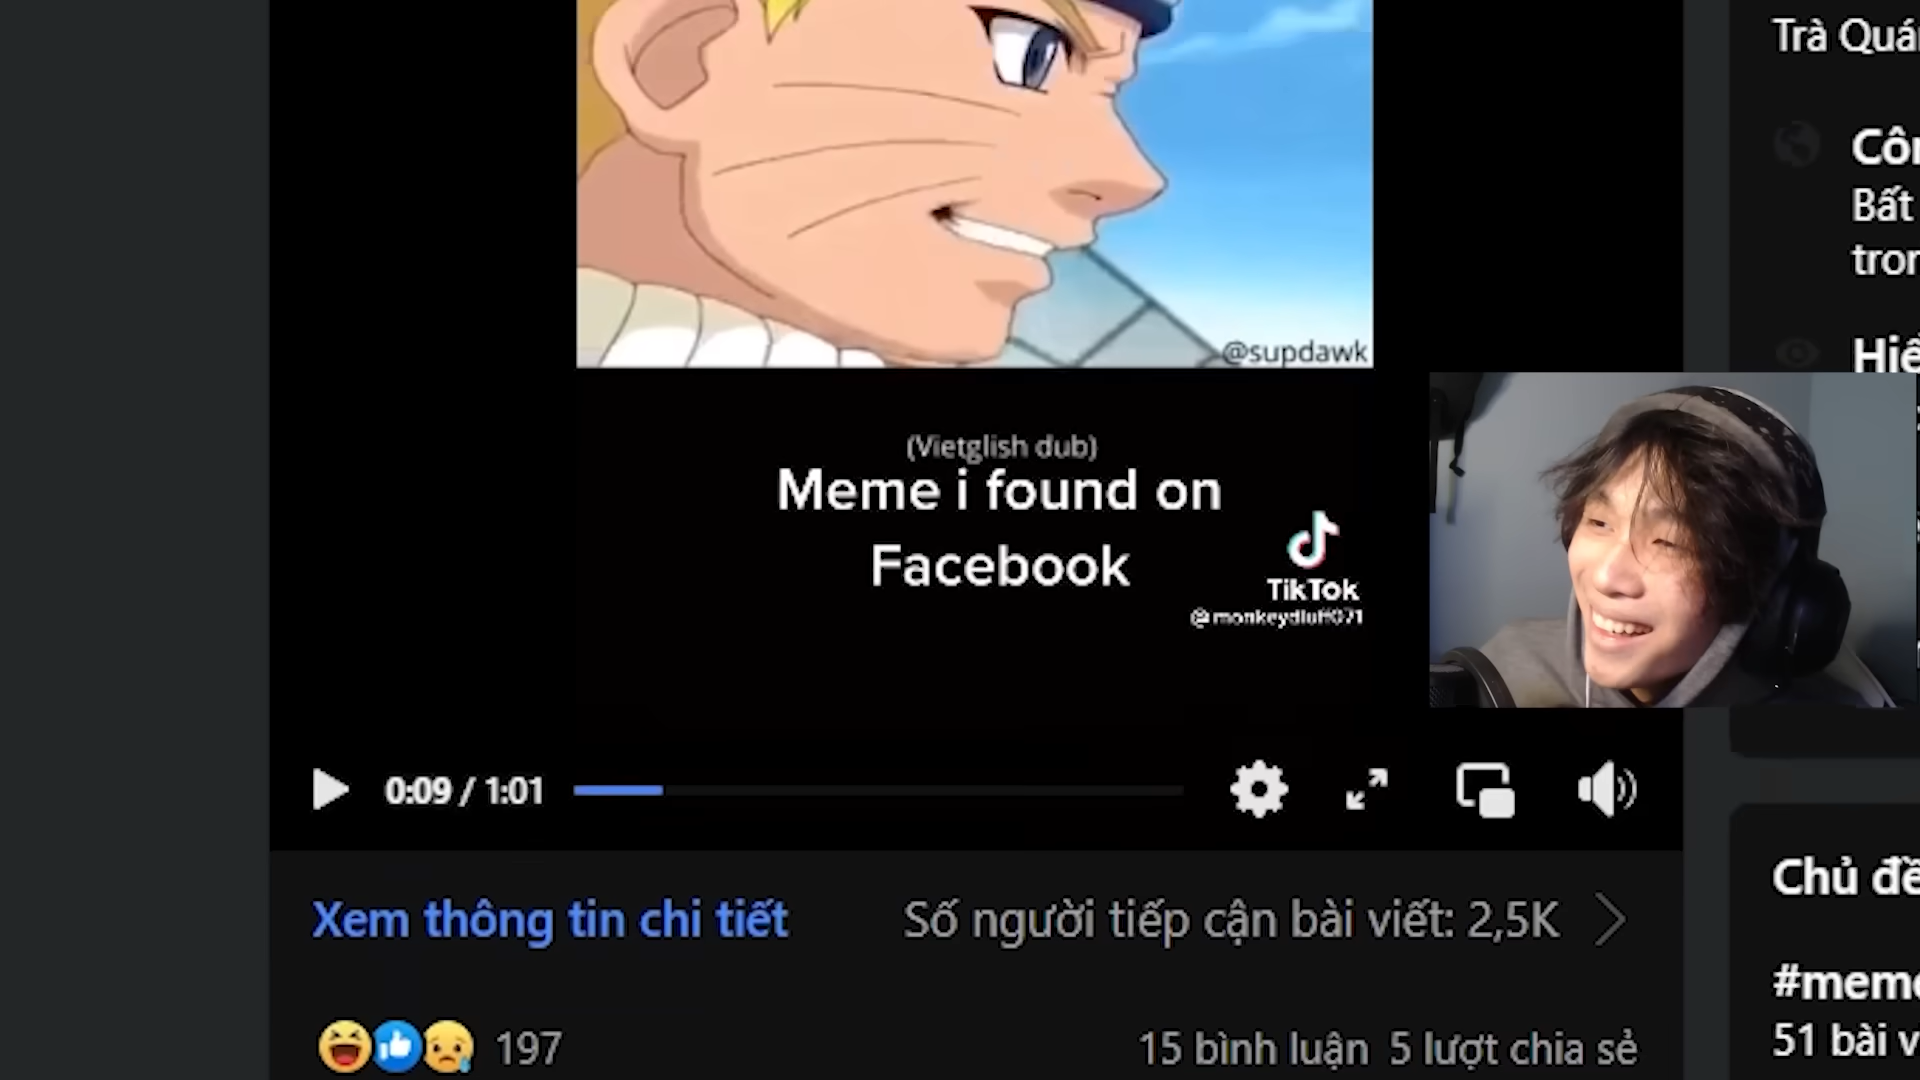 Trà Quá
Côn
Bất
tron
Hiể
@supdawk
(Vietglish dub)
Meme i found on
Facebook
TikTok
@monkeydluff071
0:09 / 1:01
Xem thông tin chi tiết
Số người tiếp cận bài viết: 2,5K
197
15 bình luận 5 lượt chia sẻ
Chủ đề
#meme
51 bài v